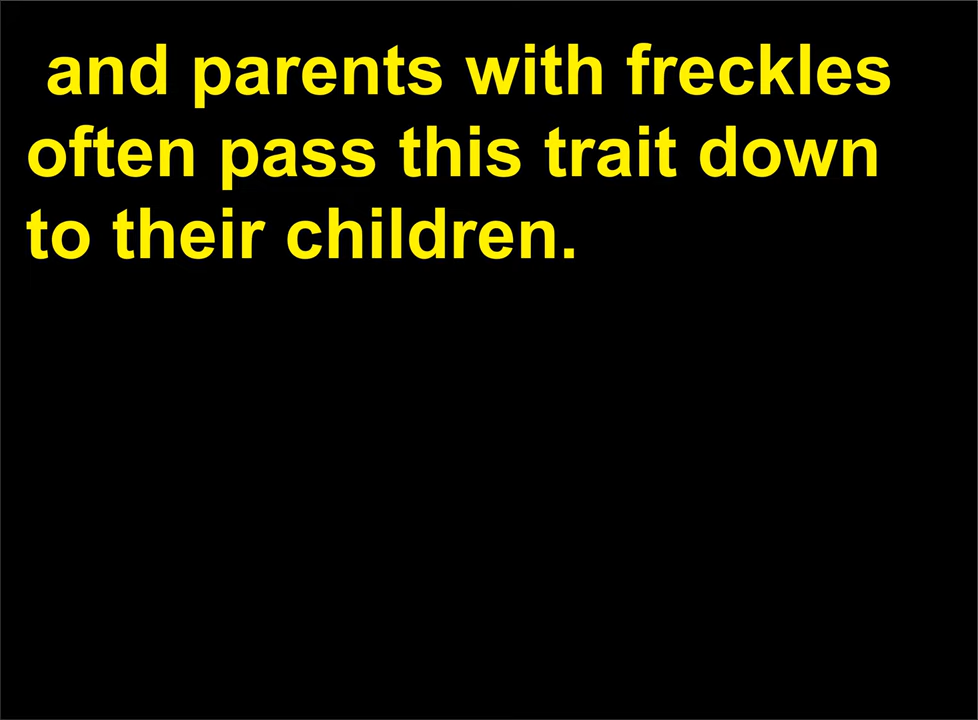 and parents with freckles
often pass this trait down
to their children.